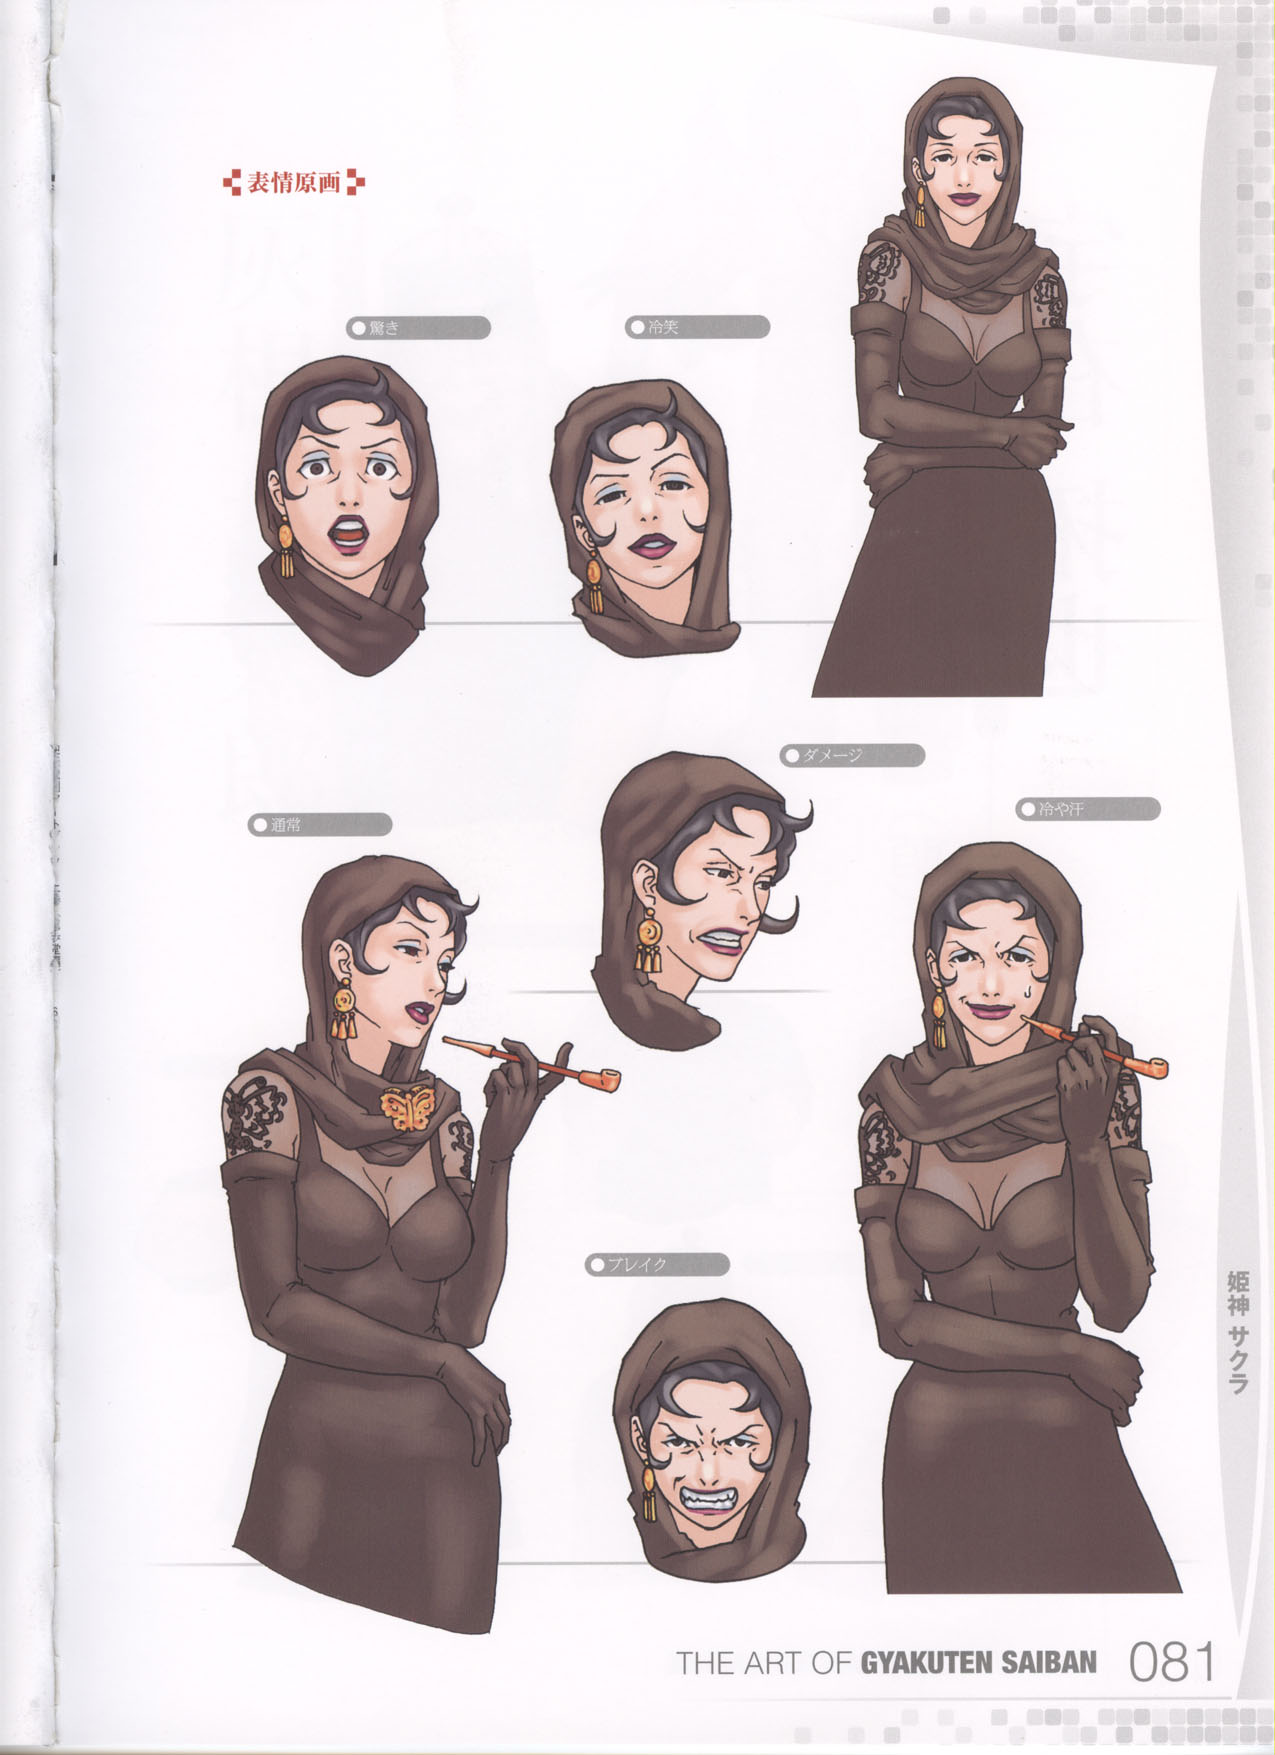 表情原画
驚き
冷笑
ダメージ
冷や汗
通常
ブレイク
姫神 サクラ
THE ART OF GYAKUTEN SAIBAN 081